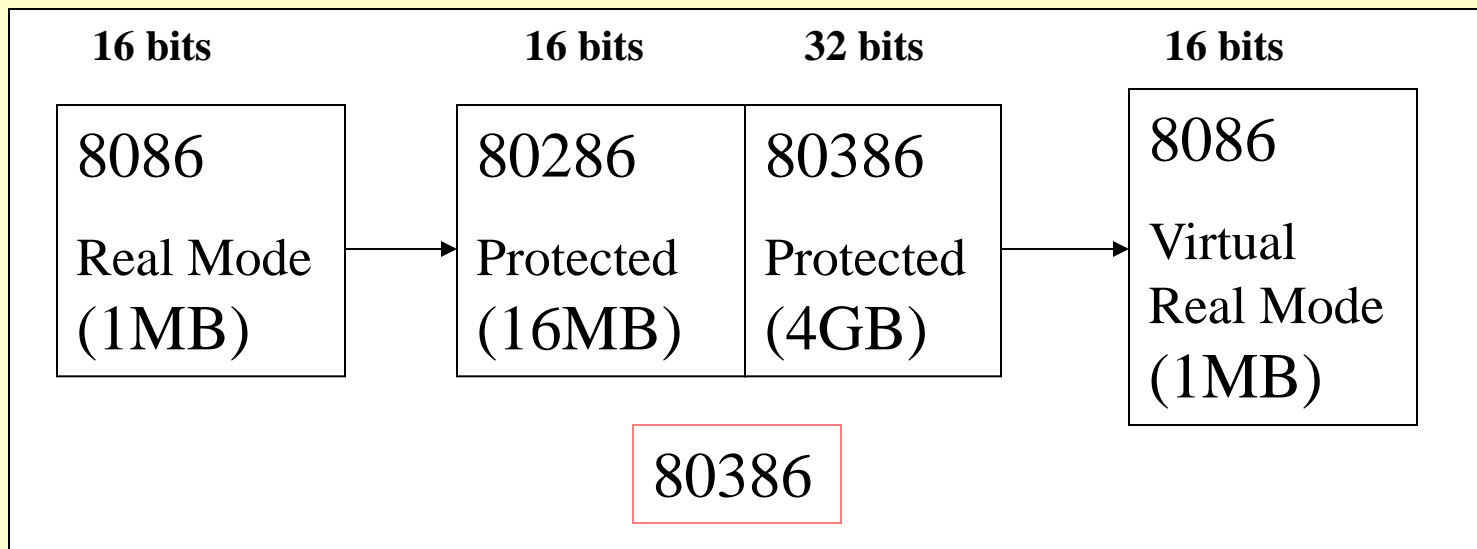 16 bits
16 bits
32 bits
16 bits
8086
Real Mode
(1MB)
80286
Protected
(16MB)
80386
Protected
(4GB)
8086
Virtual
Real Mode
(1MB)
80386